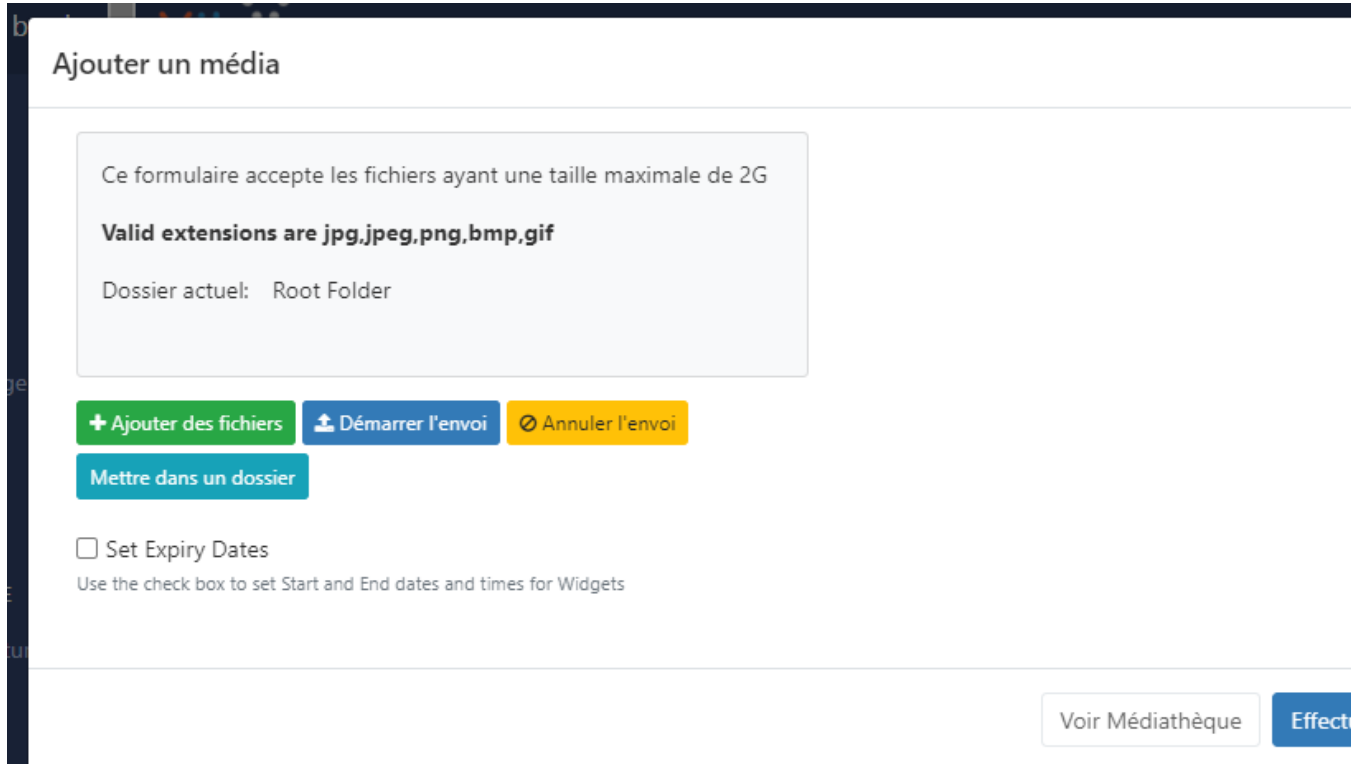 Ajouter un média
Ce formulaire accepte les fichiers ayant une taille maximale de 2G
Valid extensions are jpg,jpeg,png,bmp,gif
Dossier actuel: Root Folder
Ajouter des fichiers Démarrer l'envoi Annuler l'envoi
Mettre dans un dossier
Set Expiry Dates
Use the check box to set Start and End dates and times for Widgets
Voir Médiathèque Effectu